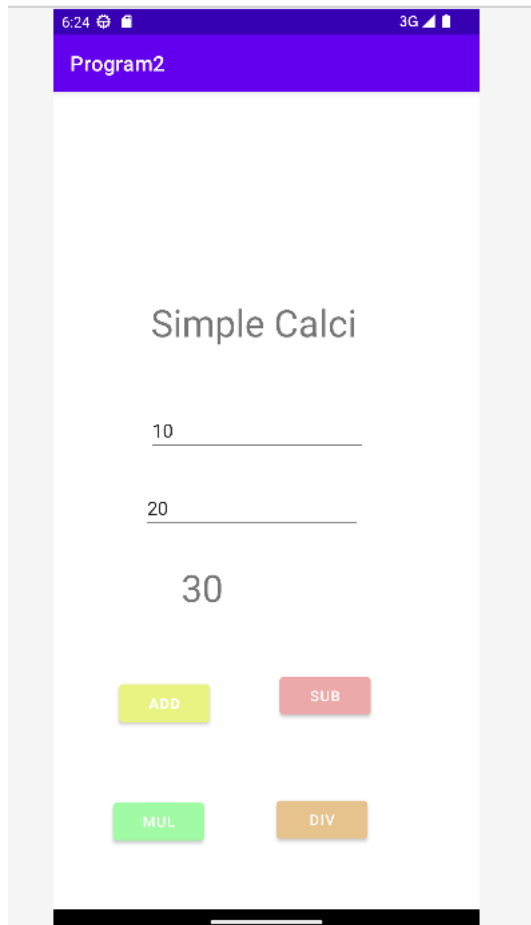 6:24 3G
Program2
Simple Calci
10
20
30
ADD SUB
MUL DIV